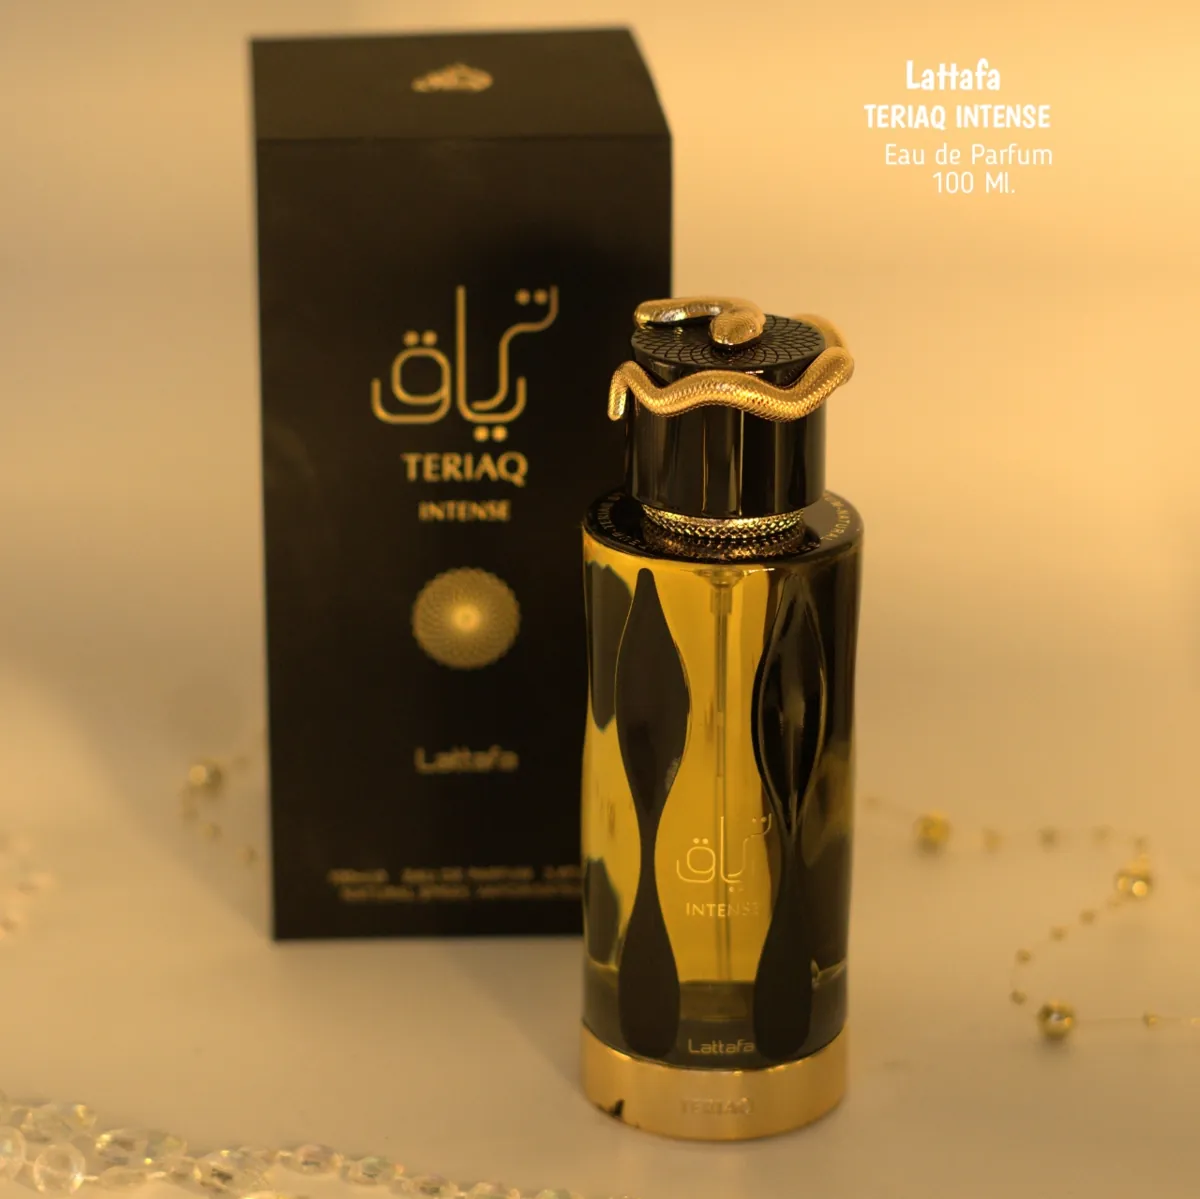 Lattafa
TERIAQ INTENSE
Eau de Parfum
100 Ml.
ترياق
TERIAQ
INTENSE
Lattafa
ترياق
INTENSE
Lattafa
TERIAQ